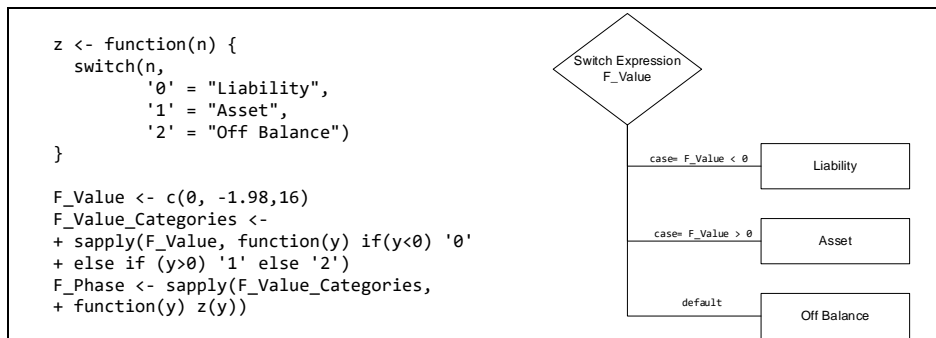 z <- function(n) {
  switch(n,
         '0' = "Liability",
         '1' = "Asset",
         '2' = "Off Balance")
}
F_Value <- c(0, -1.98,16)
F_Value_Categories <-
+ sapply(F_Value, function(y) if(y<0) '0'
+ else if (y>0) '1' else '2')
F_Phase <- sapply(F_Value_Categories,
+ function(y) z(y))
Switch Expression
F_Value
case= F_Value < 0
Liability
case= F_Value > 0
Asset
default
Off Balance